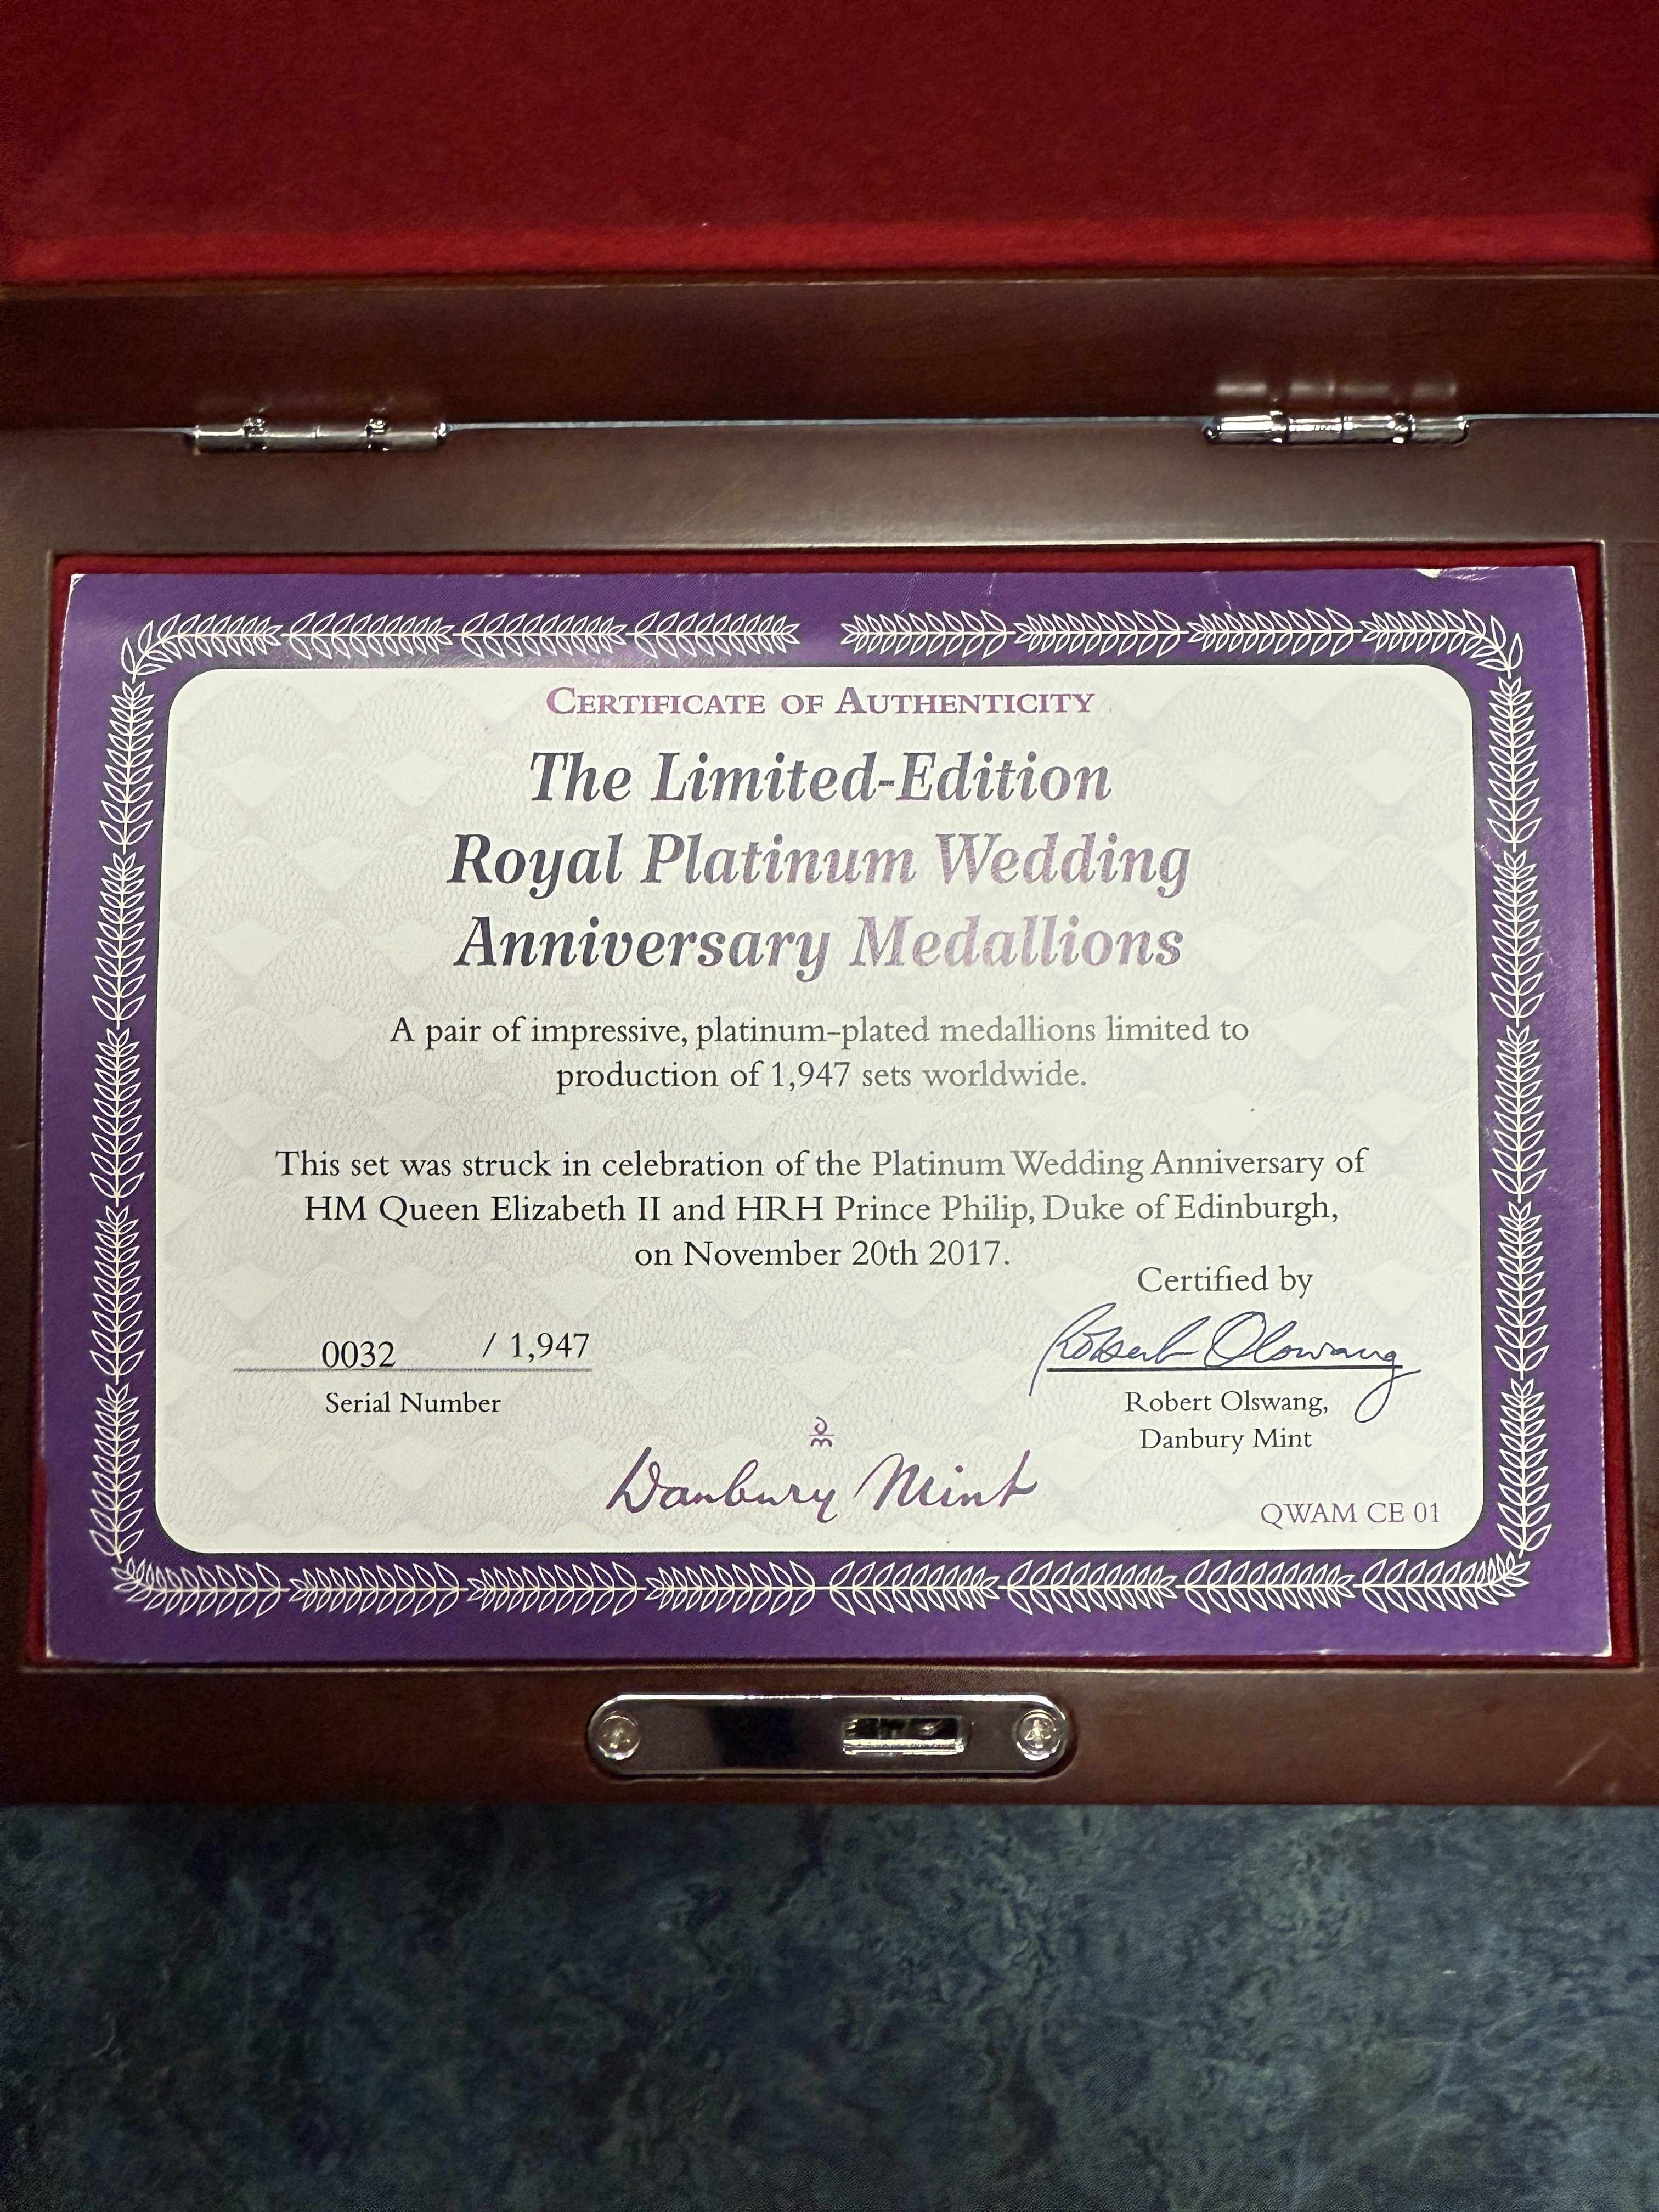 CERTIFICATE OF AUTHENTICITY
The Limited-Edition
Royal Platinum Wedding
Anniversary Medallions
A pair of impressive, platinum-plated medallions limited to
production of 1,947 sets worldwide.
This set was struck in celebration of the Platinum Wedding Anniversary of
HM Queen Elizabeth II and HRH Prince Philip, Duke of Edinburgh,
on November 20th 2017.
Certified by
Robert Olswang
0032 / 1,947
Serial Number
Robert Olswang,
Danbury Mint
dm
Danbury Mint
QWAM CE 01